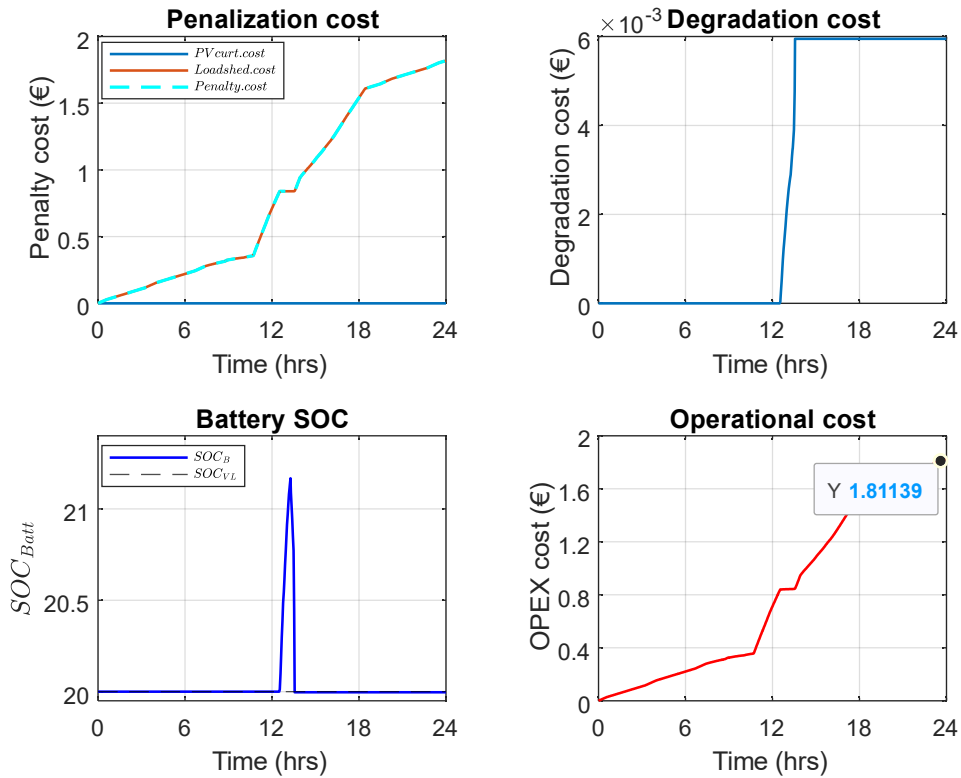 Penalization cost
2
1.5
1
0.5
0
0 6 12 18 24
Penalty cost (€)
Time (hrs)
PVcurt.cost
Loadshed.cost
Penalty.cost
Degradation cost
×10⁻³
6
4
2
0
0 6 12 18 24
Degradation cost (€)
Time (hrs)
Battery SOC
21
20.5
20
0 6 12 18 24
SOC_Batt
Time (hrs)
SOC_B
SOC_VL
Operational cost
2
1.6
1.2
0.8
0.4
0
0 6 12 18 24
OPEX cost (€)
Time (hrs)
Y 1.81139